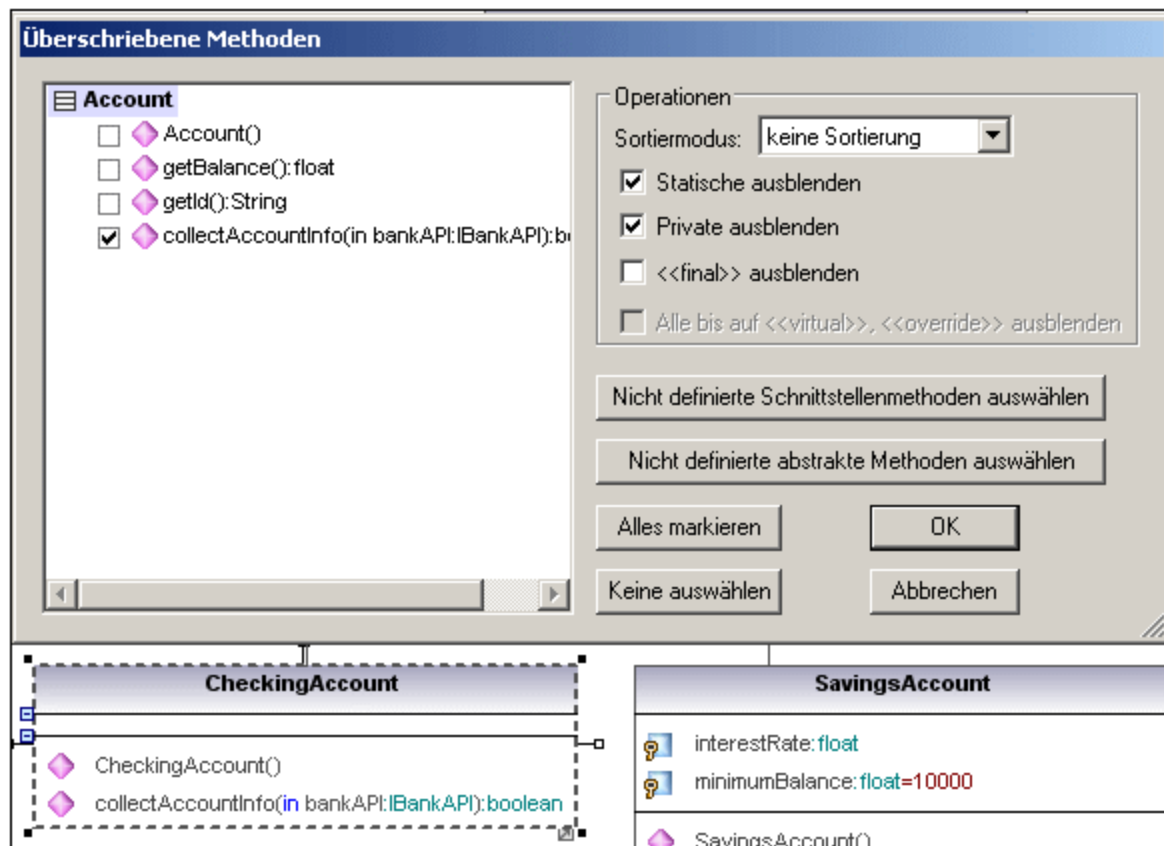 Überschriebene Methoden
Account
Account()
getBalance():float
getId():String
collectAccountInfo(in bankAPI:IBankAPI):b
Operationen
Sortiermodus: keine Sortierung
Statische ausblenden
Private ausblenden
<<final>> ausblenden
Alle bis auf <<virtual>>, <<override>> ausblenden
Nicht definierte Schnittstellenmethoden auswählen
Nicht definierte abstrakte Methoden auswählen
Alles markieren
OK
Keine auswählen
Abbrechen
CheckingAccount
CheckingAccount()
collectAccountInfo(in bankAPI:IBankAPI):boolean
SavingsAccount
interestRate:float
minimumBalance:float=10000
SavingsAccount()